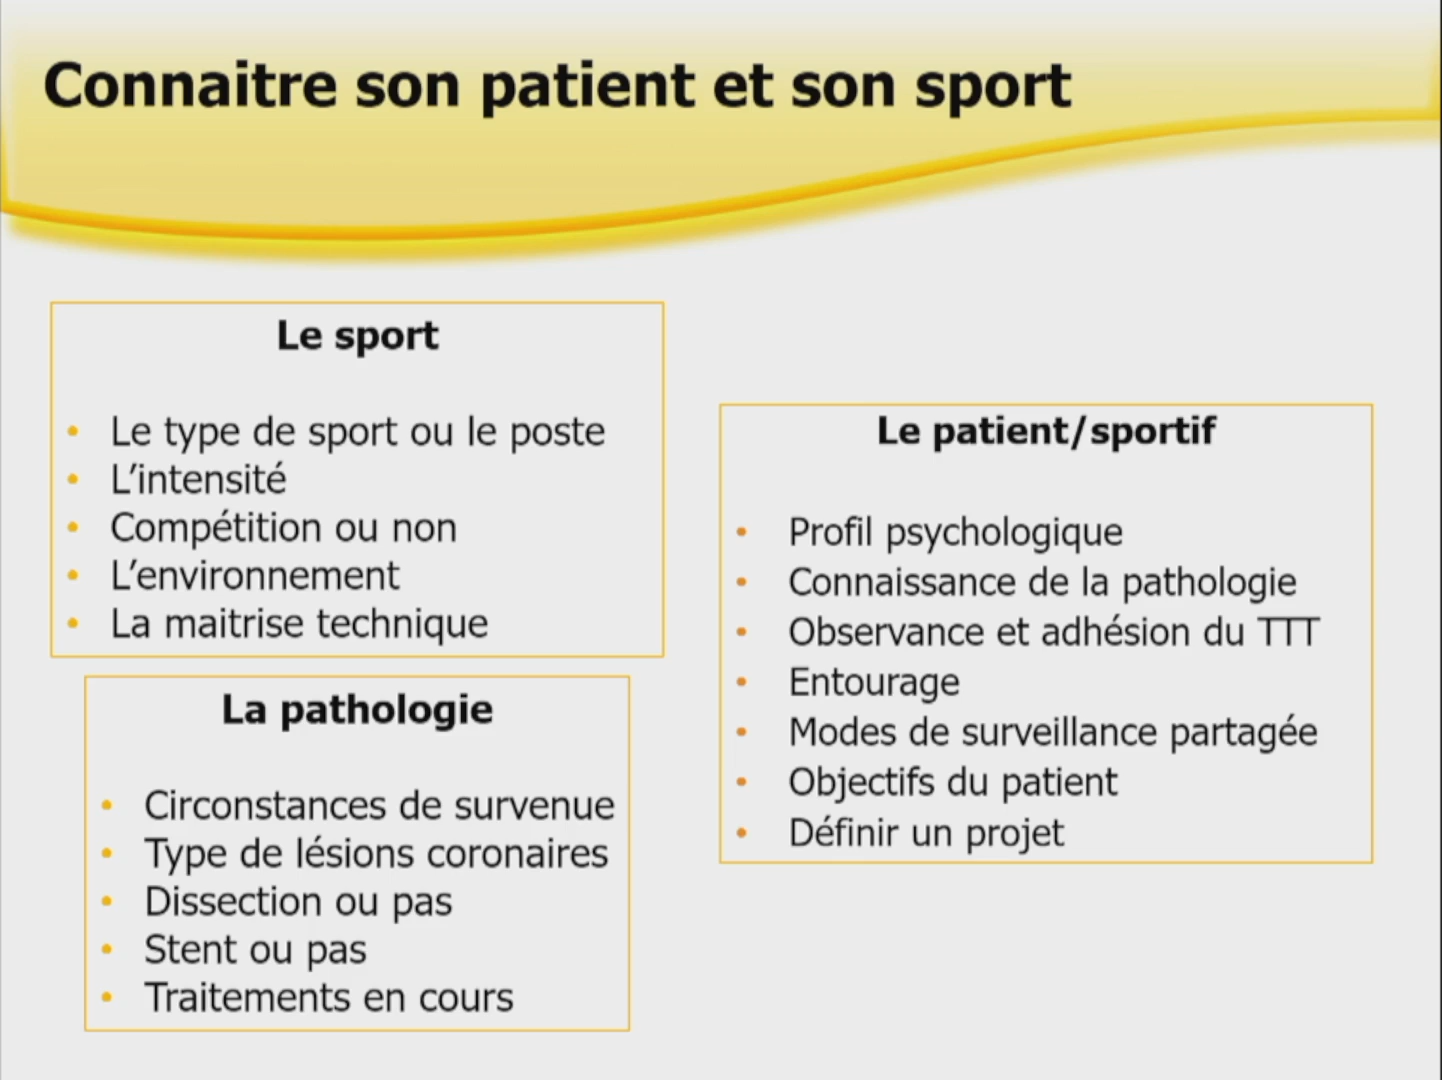 Connaitre son patient et son sport
Le sport
• Le type de sport ou le poste
• L’intensité
• Compétition ou non
• L’environnement
• La maitrise technique
La pathologie
• Circonstances de survenue
• Type de lésions coronaires
• Dissection ou pas
• Stent ou pas
• Traitements en cours
Le patient/sportif
• Profil psychologique
• Connaissance de la pathologie
• Observance et adhésion du TTT
• Entourage
• Modes de surveillance partagée
• Objectifs du patient
• Définir un projet